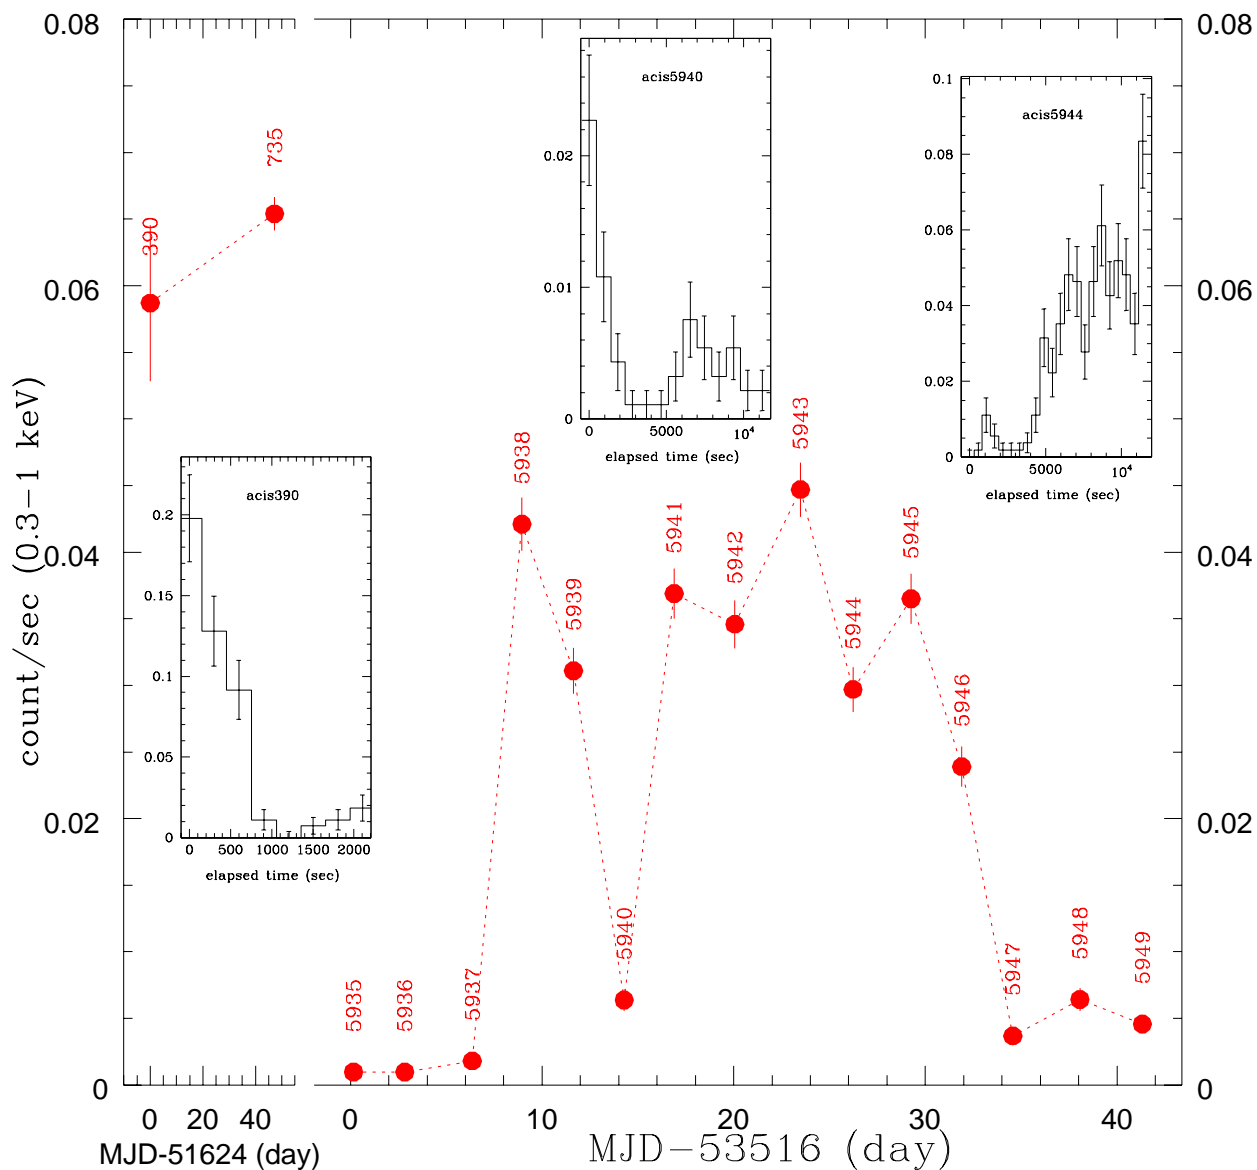 0.08
0.06
0.04
0.02
0
count/sec (0.3−1 keV)
0 20 40
MJD-51624 (day)
0 10 20 30 40
MJD−53516 (day)
0.08
0.06
0.04
0.02
0
390
735
5935
5936
5937
5938
5939
5940
5941
5942
5943
5944
5945
5946
5947
5948
5949
acis390
0.2
0.15
0.1
0.05
0
0 500 1000 1500 2000
elapsed time (sec)
acis5940
0.02
0.01
0
0 5000 10⁴
elapsed time (sec)
acis5944
0.1
0.08
0.06
0.04
0.02
0
0 5000 10⁴
elapsed time (sec)